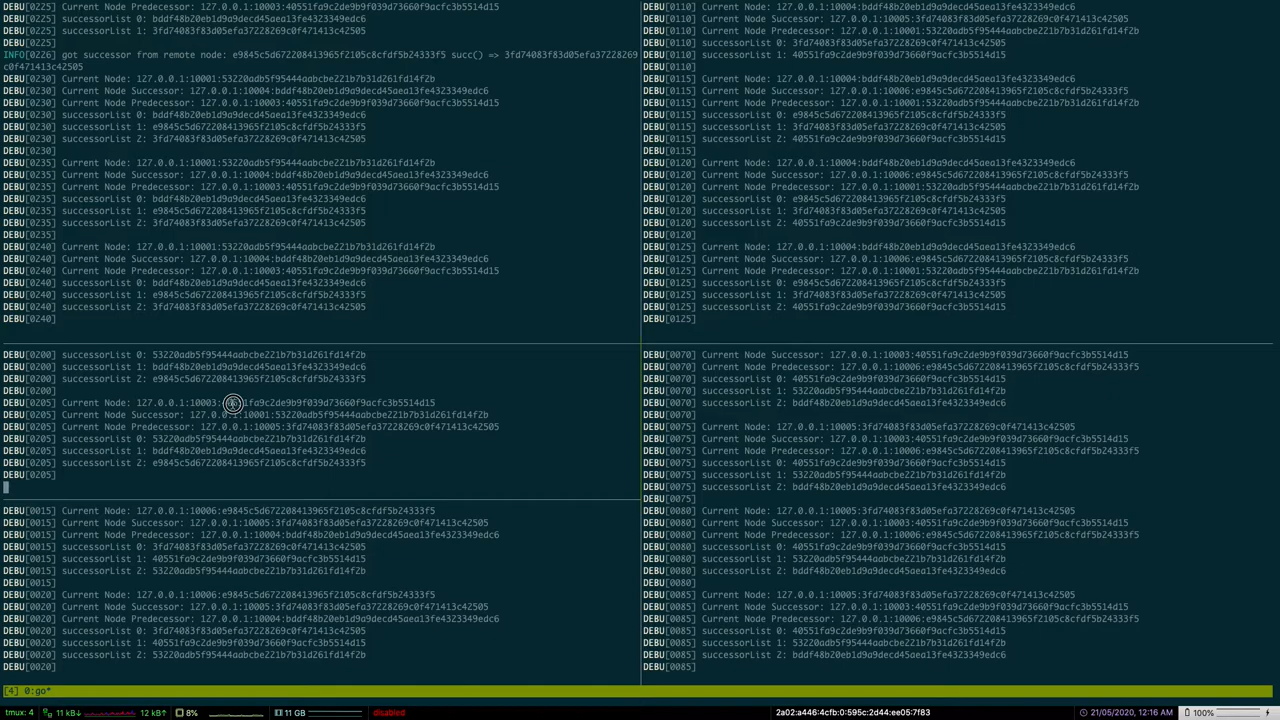 DEBU[0225] Current Node Predecessor: 127.0.0.1:10003:40551fa9c2de9b9f039d73660f9acfc3b5514d15
DEBU[0225] successorList 0: bddf48b20eb1d9a9decd45aea13fe4323349edc6
DEBU[0225] successorList 1: e9845c5d672208413965f2105c8cfdf5b24333f5
DEBU[0225]
INFO[0226] got successor from remote node: e9845c5d672208413965f2105c8cfdf5b24333f5 succ() => 3fd74083f83d05efa37228269
c0f471413c42505
DEBU[0230] Current Node: 127.0.0.1:10001:53220adb5f95444aabcbe221b7b31d261fd14f2b
DEBU[0230] Current Node Successor: 127.0.0.1:10004:bddf48b20eb1d9a9decd45aea13fe4323349edc6
DEBU[0230] Current Node Predecessor: 127.0.0.1:10003:40551fa9c2de9b9f039d73660f9acfc3b5514d15
DEBU[0230] successorList 0: bddf48b20eb1d9a9decd45aea13fe4323349edc6
DEBU[0230] successorList 1: e9845c5d672208413965f2105c8cfdf5b24333f5
DEBU[0230] successorList 2: 3fd74083f83d05efa37228269c0f471413c42505
DEBU[0230]
DEBU[0235] Current Node: 127.0.0.1:10001:53220adb5f95444aabcbe221b7b31d261fd14f2b
DEBU[0235] Current Node Successor: 127.0.0.1:10004:bddf48b20eb1d9a9decd45aea13fe4323349edc6
DEBU[0235] Current Node Predecessor: 127.0.0.1:10003:40551fa9c2de9b9f039d73660f9acfc3b5514d15
DEBU[0235] successorList 0: bddf48b20eb1d9a9decd45aea13fe4323349edc6
DEBU[0235] successorList 1: e9845c5d672208413965f2105c8cfdf5b24333f5
DEBU[0235] successorList 2: 3fd74083f83d05efa37228269c0f471413c42505
DEBU[0235]
DEBU[0240] Current Node: 127.0.0.1:10001:53220adb5f95444aabcbe221b7b31d261fd14f2b
DEBU[0240] Current Node Successor: 127.0.0.1:10004:bddf48b20eb1d9a9decd45aea13fe4323349edc6
DEBU[0240] Current Node Predecessor: 127.0.0.1:10003:40551fa9c2de9b9f039d73660f9acfc3b5514d15
DEBU[0240] successorList 0: bddf48b20eb1d9a9decd45aea13fe4323349edc6
DEBU[0240] successorList 1: e9845c5d672208413965f2105c8cfdf5b24333f5
DEBU[0240] successorList 2: 3fd74083f83d05efa37228269c0f471413c42505
DEBU[0240]
DEBU[0200] successorList 0: 53220adb5f95444aabcbe221b7b31d261fd14f2b
DEBU[0200] successorList 1: bddf48b20eb1d9a9decd45aea13fe4323349edc6
DEBU[0200] successorList 2: e9845c5d672208413965f2105c8cfdf5b24333f5
DEBU[0200]
DEBU[0205] Current Node: 127.0.0.1:10003:
DEBU[0205] Current Node Successor: 127.0.0.1:10001:53220adb5f95444aabcbe221b7b31d261fd14f2b
DEBU[0205] Current Node Predecessor: 127.0.0.1:10005:3fd74083f83d05efa37228269c0f471413c42505
DEBU[0205] successorList 0: 53220adb5f95444aabcbe221b7b31d261fd14f2b
DEBU[0205] successorList 1: bddf48b20eb1d9a9decd45aea13fe4323349edc6
DEBU[0205] successorList 2: e9845c5d672208413965f2105c8cfdf5b24333f5
DEBU[0205]
DEBU[0015] Current Node: 127.0.0.1:10006:e9845c5d672208413965f2105c8cfdf5b24333f5
DEBU[0015] Current Node Successor: 127.0.0.1:10005:3fd74083f83d05efa37228269c0f471413c42505
DEBU[0015] Current Node Predecessor: 127.0.0.1:10004:bddf48b20eb1d9a9decd45aea13fe4323349edc6
DEBU[0015] successorList 0: 3fd74083f83d05efa37228269c0f471413c42505
DEBU[0015] successorList 1: 40551fa9c2de9b9f039d73660f9acfc3b5514d15
DEBU[0015] successorList 2: 53220adb5f95444aabcbe221b7b31d261fd14f2b
DEBU[0015]
DEBU[0020] Current Node: 127.0.0.1:10006:e9845c5d672208413965f2105c8cfdf5b24333f5
DEBU[0020] Current Node Successor: 127.0.0.1:10005:3fd74083f83d05efa37228269c0f471413c42505
DEBU[0020] Current Node Predecessor: 127.0.0.1:10004:bddf48b20eb1d9a9decd45aea13fe4323349edc6
DEBU[0020] successorList 0: 3fd74083f83d05efa37228269c0f471413c42505
DEBU[0020] successorList 1: 40551fa9c2de9b9f039d73660f9acfc3b5514d15
DEBU[0020] successorList 2: 53220adb5f95444aabcbe221b7b31d261fd14f2b
DEBU[0020]
DEBU[0110] Current Node: 127.0.0.1:10004:bddf48b20eb1d9a9decd45aea13fe4323349edc6
DEBU[0110] Current Node Successor: 127.0.0.1:10005:3fd74083f83d05efa37228269c0f471413c42505
DEBU[0110] Current Node Predecessor: 127.0.0.1:10001:53220adb5f95444aabcbe221b7b31d261fd14f2b
DEBU[0110] successorList 0: 3fd74083f83d05efa37228269c0f471413c42505
DEBU[0110] successorList 1: 40551fa9c2de9b9f039d73660f9acfc3b5514d15
DEBU[0110]
DEBU[0115] Current Node: 127.0.0.1:10004:bddf48b20eb1d9a9decd45aea13fe4323349edc6
DEBU[0115] Current Node Successor: 127.0.0.1:10006:e9845c5d672208413965f2105c8cfdf5b24333f5
DEBU[0115] Current Node Predecessor: 127.0.0.1:10001:53220adb5f95444aabcbe221b7b31d261fd14f2b
DEBU[0115] successorList 0: e9845c5d672208413965f2105c8cfdf5b24333f5
DEBU[0115] successorList 1: 3fd74083f83d05efa37228269c0f471413c42505
DEBU[0115] successorList 2: 40551fa9c2de9b9f039d73660f9acfc3b5514d15
DEBU[0115]
DEBU[0120] Current Node: 127.0.0.1:10004:bddf48b20eb1d9a9decd45aea13fe4323349edc6
DEBU[0120] Current Node Successor: 127.0.0.1:10006:e9845c5d672208413965f2105c8cfdf5b24333f5
DEBU[0120] Current Node Predecessor: 127.0.0.1:10001:53220adb5f95444aabcbe221b7b31d261fd14f2b
DEBU[0120] successorList 0: e9845c5d672208413965f2105c8cfdf5b24333f5
DEBU[0120] successorList 1: 3fd74083f83d05efa37228269c0f471413c42505
DEBU[0120] successorList 2: 40551fa9c2de9b9f039d73660f9acfc3b5514d15
DEBU[0120]
DEBU[0125] Current Node: 127.0.0.1:10004:bddf48b20eb1d9a9decd45aea13fe4323349edc6
DEBU[0125] Current Node Successor: 127.0.0.1:10006:e9845c5d672208413965f2105c8cfdf5b24333f5
DEBU[0125] Current Node Predecessor: 127.0.0.1:10001:53220adb5f95444aabcbe221b7b31d261fd14f2b
DEBU[0125] successorList 0: e9845c5d672208413965f2105c8cfdf5b24333f5
DEBU[0125] successorList 1: 3fd74083f83d05efa37228269c0f471413c42505
DEBU[0125] successorList 2: 40551fa9c2de9b9f039d73660f9acfc3b5514d15
DEBU[0125]
DEBU[0070] Current Node Successor: 127.0.0.1:10003:40551fa9c2de9b9f039d73660f9acfc3b5514d15
DEBU[0070] Current Node Predecessor: 127.0.0.1:10006:e9845c5d672208413965f2105c8cfdf5b24333f5
DEBU[0070] successorList 0: 40551fa9c2de9b9f039d73660f9acfc3b5514d15
DEBU[0070] successorList 1: 53220adb5f95444aabcbe221b7b31d261fd14f2b
DEBU[0070] successorList 2: bddf48b20eb1d9a9decd45aea13fe4323349edc6
DEBU[0070]
DEBU[0075] Current Node: 127.0.0.1:10005:3fd74083f83d05efa37228269c0f471413c42505
DEBU[0075] Current Node Successor: 127.0.0.1:10003:40551fa9c2de9b9f039d73660f9acfc3b5514d15
DEBU[0075] Current Node Predecessor: 127.0.0.1:10006:e9845c5d672208413965f2105c8cfdf5b24333f5
DEBU[0075] successorList 0: 40551fa9c2de9b9f039d73660f9acfc3b5514d15
DEBU[0075] successorList 1: 53220adb5f95444aabcbe221b7b31d261fd14f2b
DEBU[0075] successorList 2: bddf48b20eb1d9a9decd45aea13fe4323349edc6
DEBU[0075]
DEBU[0080] Current Node: 127.0.0.1:10005:3fd74083f83d05efa37228269c0f471413c42505
DEBU[0080] Current Node Successor: 127.0.0.1:10003:40551fa9c2de9b9f039d73660f9acfc3b5514d15
DEBU[0080] Current Node Predecessor: 127.0.0.1:10006:e9845c5d672208413965f2105c8cfdf5b24333f5
DEBU[0080] successorList 0: 40551fa9c2de9b9f039d73660f9acfc3b5514d15
DEBU[0080] successorList 1: 53220adb5f95444aabcbe221b7b31d261fd14f2b
DEBU[0080] successorList 2: bddf48b20eb1d9a9decd45aea13fe4323349edc6
DEBU[0080]
DEBU[0085] Current Node: 127.0.0.1:10005:3fd74083f83d05efa37228269c0f471413c42505
DEBU[0085] Current Node Successor: 127.0.0.1:10003:40551fa9c2de9b9f039d73660f9acfc3b5514d15
DEBU[0085] Current Node Predecessor: 127.0.0.1:10006:e9845c5d672208413965f2105c8cfdf5b24333f5
DEBU[0085] successorList 0: 40551fa9c2de9b9f039d73660f9acfc3b5514d15
DEBU[0085] successorList 1: 53220adb5f95444aabcbe221b7b31d261fd14f2b
DEBU[0085] successorList 2: bddf48b20eb1d9a9decd45aea13fe4323349edc6
DEBU[0085]
[4] 0:go*
tmux: 4 11 kB↓ 12 kB↑ 8% 11 GB disabled 2a02:a446:4cfb:0:595c:2d44:ee05:7f83 21/05/2020, 12:16 AM 100%